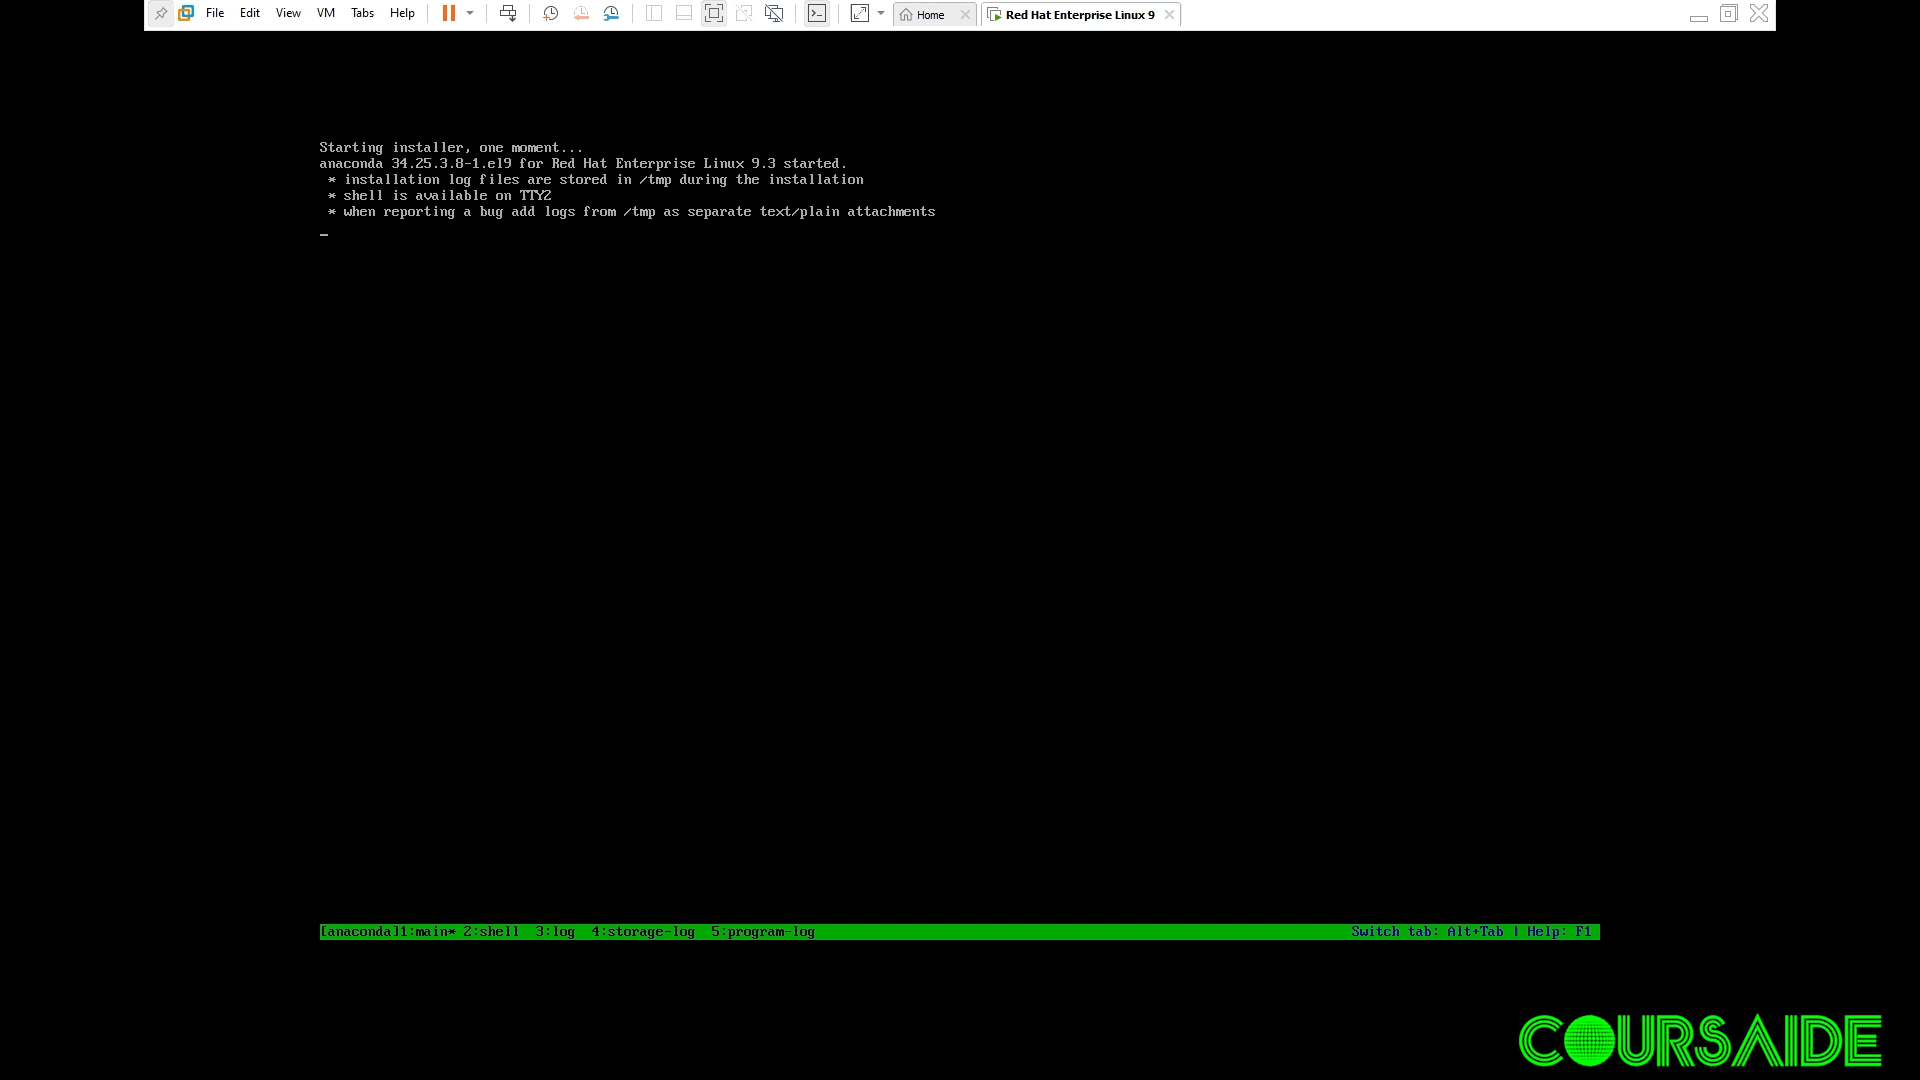 File Edit View VM Tabs Help Home Red Hat Enterprise Linux 9
Starting installer, one moment...
anaconda 34.25.3.8-1.el9 for Red Hat Enterprise Linux 9.3 started.
* installation log files are stored in /tmp during the installation
* shell is available on TTY2
* when reporting a bug add logs from /tmp as separate text/plain attachments
[anaconda]1:main* 2:shell 3:log 4:storage-log 5:program-log Switch tab: Alt+Tab | Help: F1
COURSAIDE